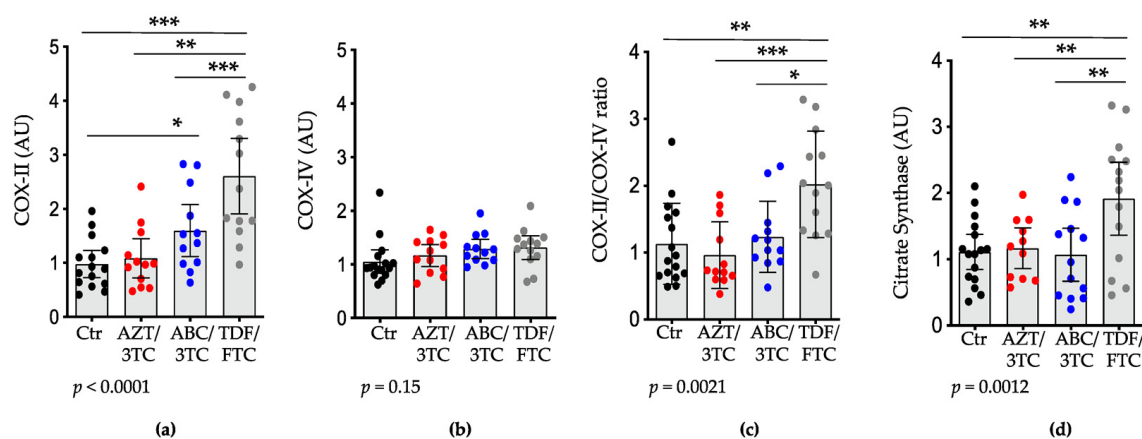 ***
**
***
*
5
4
3
2
1
0
COX-II (AU)
Ctr
AZT/
3TC
ABC/
3TC
TDF/
FTC
p < 0.0001
(a)
5
4
3
2
1
0
COX-IV (AU)
Ctr
AZT/
3TC
ABC/
3TC
TDF/
FTC
p = 0.15
(b)
**
***
*
4
3
2
1
0
COX-II/COX-IV ratio
Ctr
AZT/
3TC
ABC/
3TC
TDF/
FTC
p = 0.0021
(c)
**
**
**
4
3
2
1
0
Citrate Synthase (AU)
Ctr
AZT/
3TC
ABC/
3TC
TDF/
FTC
p = 0.0012
(d)